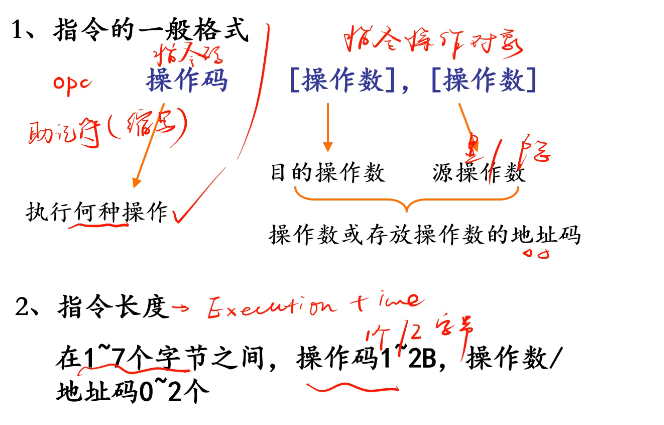 1、指令的一般格式
指令码 指令操作对象
opc 操作码 [操作数], [操作数]
助记符(缩写)
目的操作数 源操作数
执行何种操作
操作数或存放操作数的地址码
2、指令长度→ Execution time
1个/2字节
在1~7个字节之间, 操作码1~2B, 操作数/
地址码0~2个